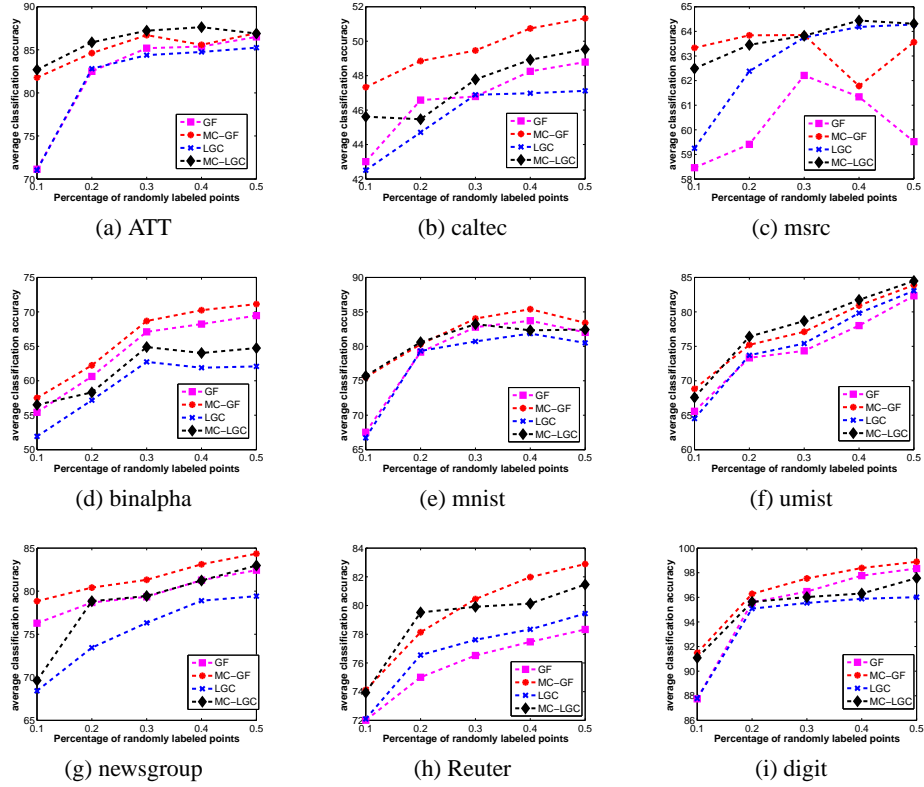 90
85
80
75
70
average classification accuracy
GF
MC−GF
LGC
MC−LGC
0.1 0.2 0.3 0.4 0.5
Percentage of randomly labeled points
(a) ATT
52
50
48
46
44
42
average classification accuracy
GF
MC−GF
LGC
MC−LGC
0.1 0.2 0.3 0.4 0.5
Percentage of randomly labeled points
(b) caltec
65
64
63
62
61
60
59
58
average classification accuracy
GF
MC−GF
LGC
MC−LGC
0.1 0.2 0.3 0.4 0.5
Percentage of randomly labeled points
(c) msrc
75
70
65
60
55
50
average classification accuracy
GF
MC−GF
LGC
MC−LGC
0.1 0.2 0.3 0.4 0.5
Percentage of randomly labeled points
(d) binalpha
90
85
80
75
70
65
average classification accuracy
GF
MC−GF
LGC
MC−LGC
0.1 0.2 0.3 0.4 0.5
Percentage of randomly labeled points
(e) mnist
85
80
75
70
65
60
average classification accuracy
GF
MC−GF
LGC
MC−LGC
0.1 0.2 0.3 0.4 0.5
Percentage of randomly labeled points
(f) umist
85
80
75
70
65
average classification accuracy
GF
MC−GF
LGC
MC−LGC
0.1 0.2 0.3 0.4 0.5
Percentage of randomly labeled points
(g) newsgroup
84
82
80
78
76
74
72
average classification accuracy
GF
MC−GF
LGC
MC−LGC
0.1 0.2 0.3 0.4 0.5
Percentage of randomly labeled points
(h) Reuter
100
98
96
94
92
90
88
86
average classification accuracy
GF
MC−GF
LGC
MC−LGC
0.1 0.2 0.3 0.4 0.5
Percentage of randomly labeled points
(i) digit